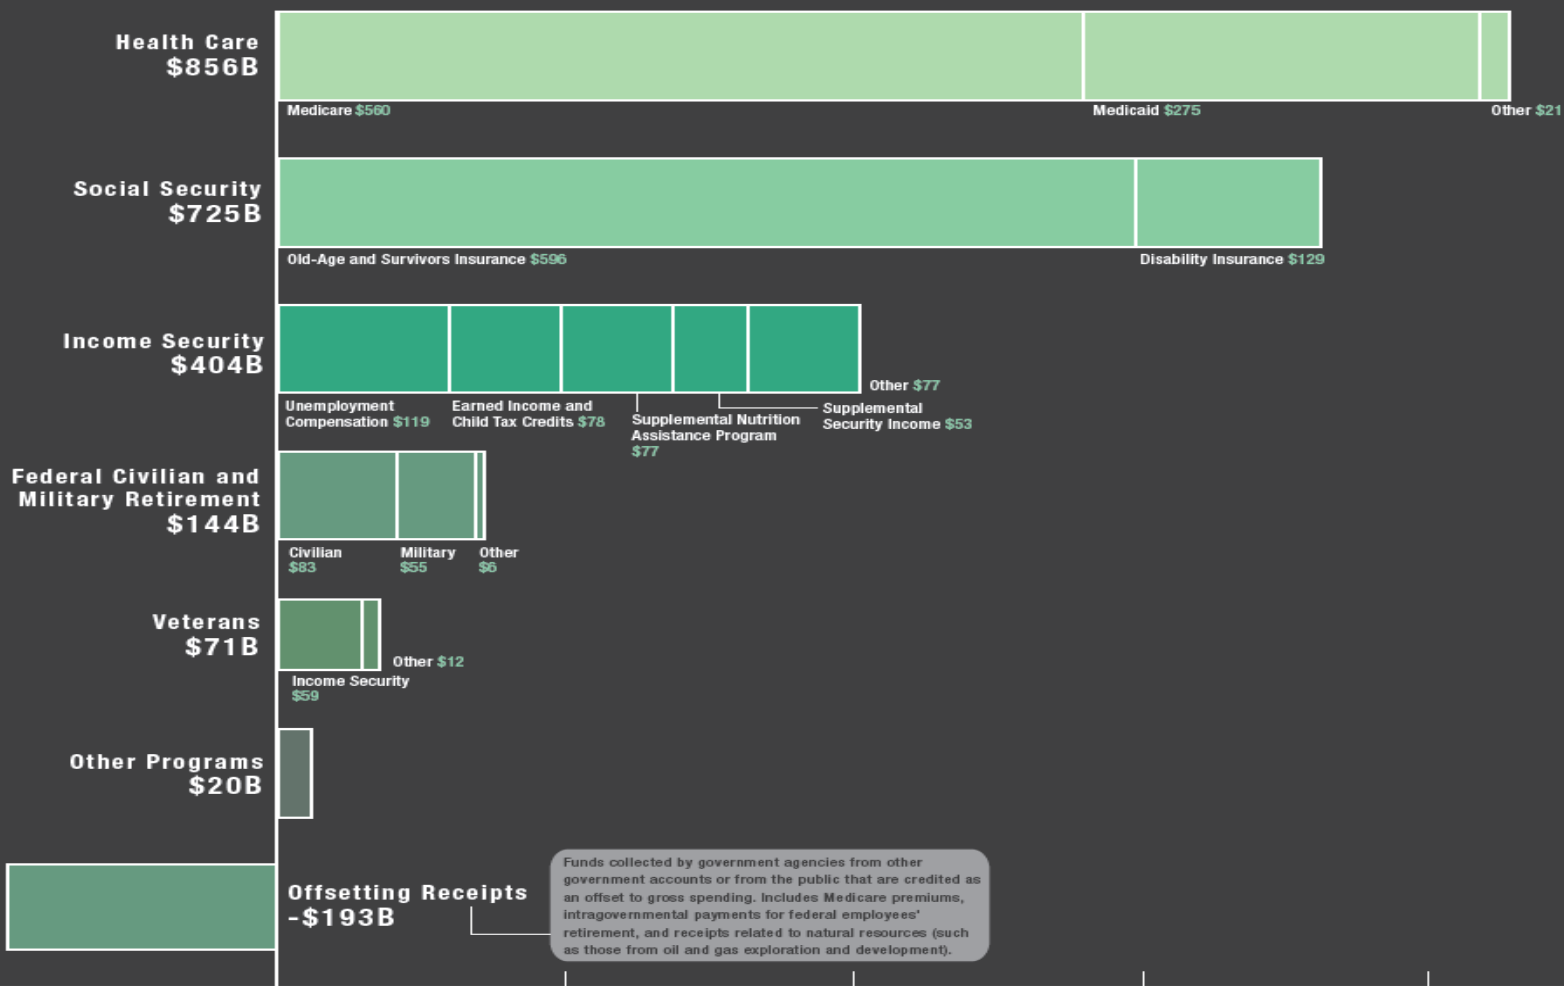 Health Care
$856B
Medicare $560
Medicaid $275
Other $21
Social Security
$725B
Old-Age and Survivors Insurance $596
Disability Insurance $129
Income Security
$404B
Other $77
Unemployment
Compensation $119
Earned Income and
Child Tax Credits $78
Supplemental Nutrition
Assistance Program
$77
Supplemental
Security Income $53
Federal Civilian and
Military Retirement
$144B
Civilian
$83
Military
$55
Other
$6
Veterans
$71B
Other $12
Income Security
$59
Other Programs
$20B
Offsetting Receipts
-$193B
Funds collected by government agencies from other
government accounts or from the public that are credited as
an offset to gross spending. Includes Medicare premiums,
intragovernmental payments for federal employees'
retirement, and receipts related to natural resources (such
as those from oil and gas exploration and development).